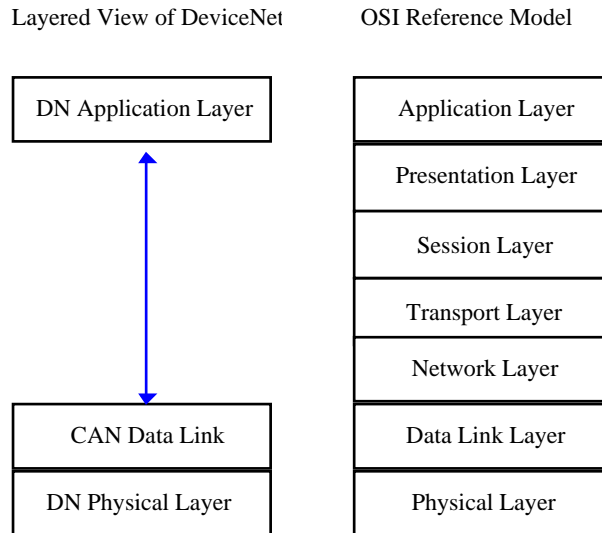 Layered View of DeviceNet
OSI Reference Model
DN Application Layer
Application Layer
Presentation Layer
Session Layer
Transport Layer
Network Layer
CAN Data Link
Data Link Layer
DN Physical Layer
Physical Layer